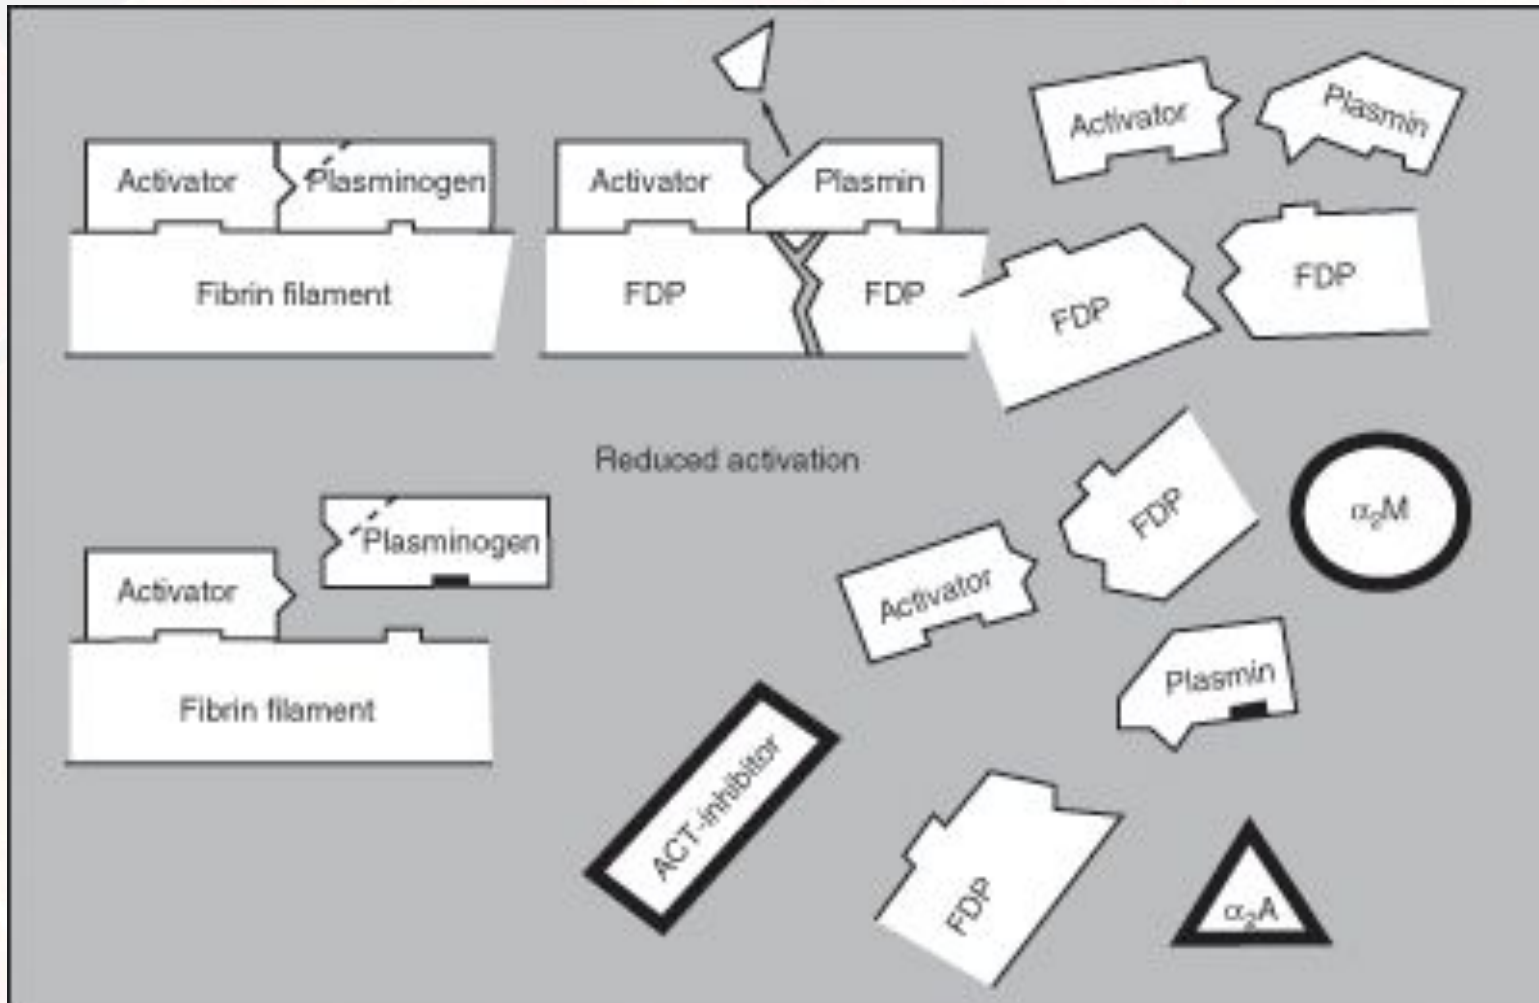 Activator
Plasminogen
Fibrin filament
Activator
Plasmin
FDP
FDP
Activator
Plasmin
FDP
FDP
Reduced activation
Activator
Plasminogen
Fibrin filament
Activator
FDP
α₂M
Plasmin
ACT-inhibitor
FDP
α₂A